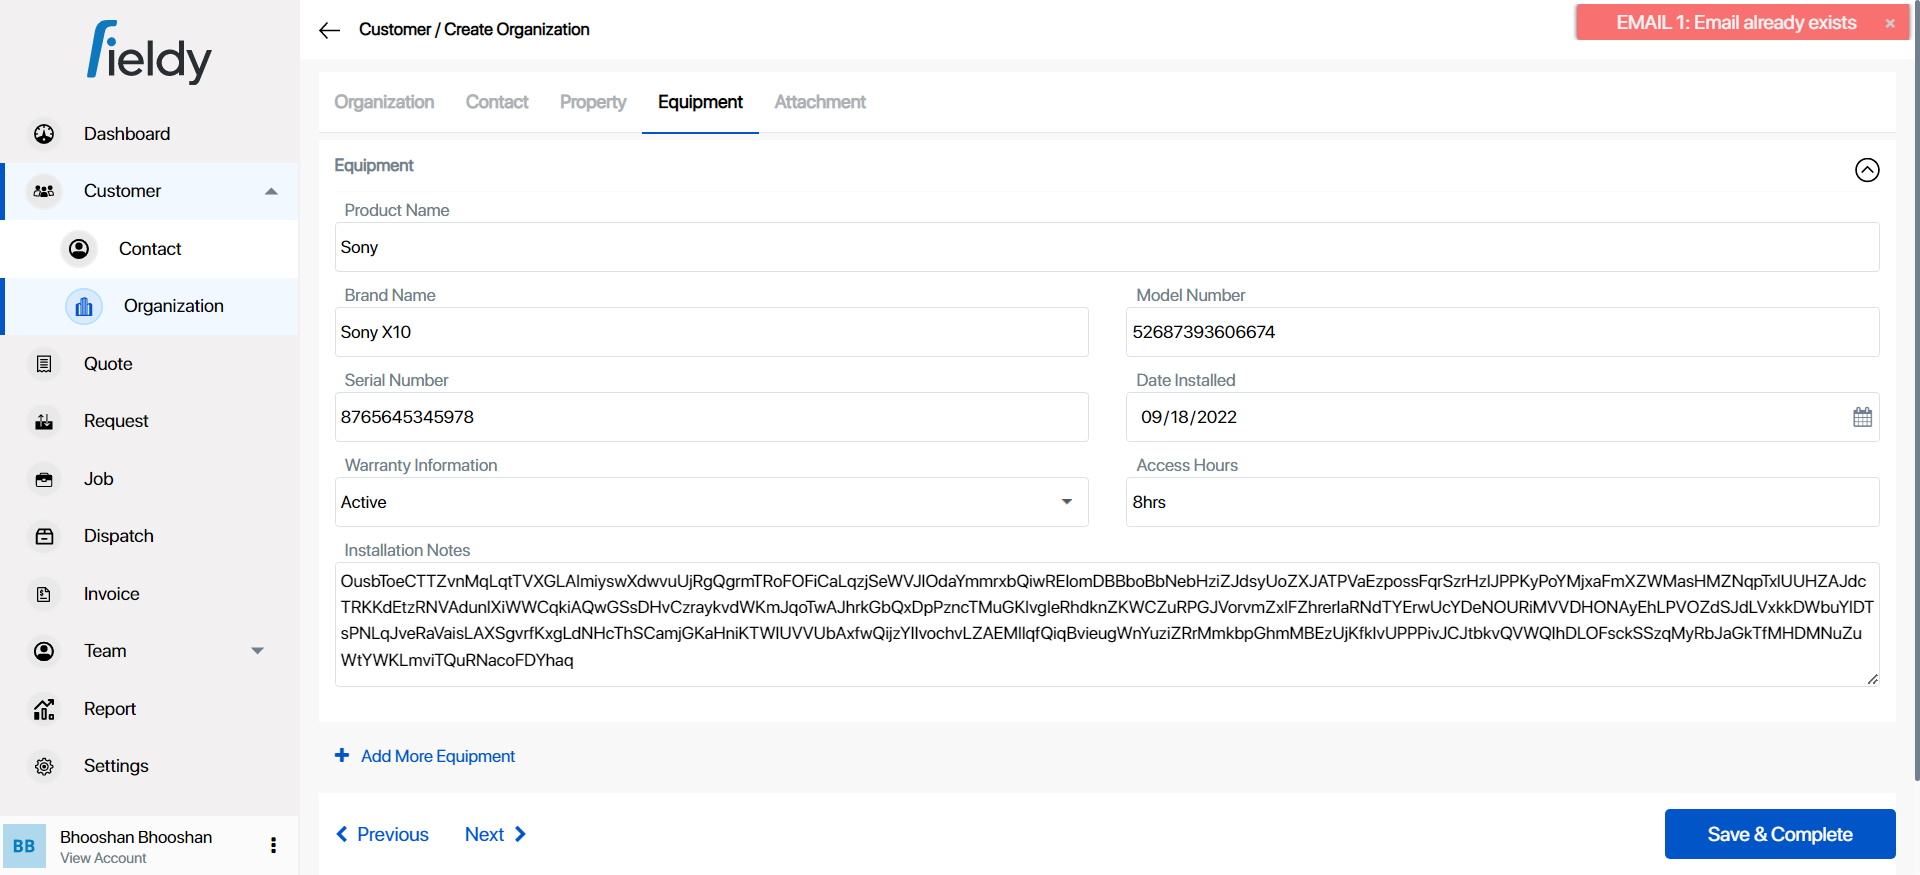 fieldy
Customer / Create Organization
EMAIL 1: Email already exists ×
Organization Contact Property Equipment Attachment
Dashboard
Customer
Contact
Organization
Quote
Request
Job
Dispatch
Invoice
Team
Report
Settings
BB
Bhooshan Bhooshan
View Account
Equipment
Product Name
Sony
Brand Name
Sony X10
Model Number
52687393606674
Serial Number
8765645345978
Date Installed
09/18/2022
Warranty Information
Active
Access Hours
8hrs
Installation Notes
Add More Equipment
Previous Next
Save & Complete